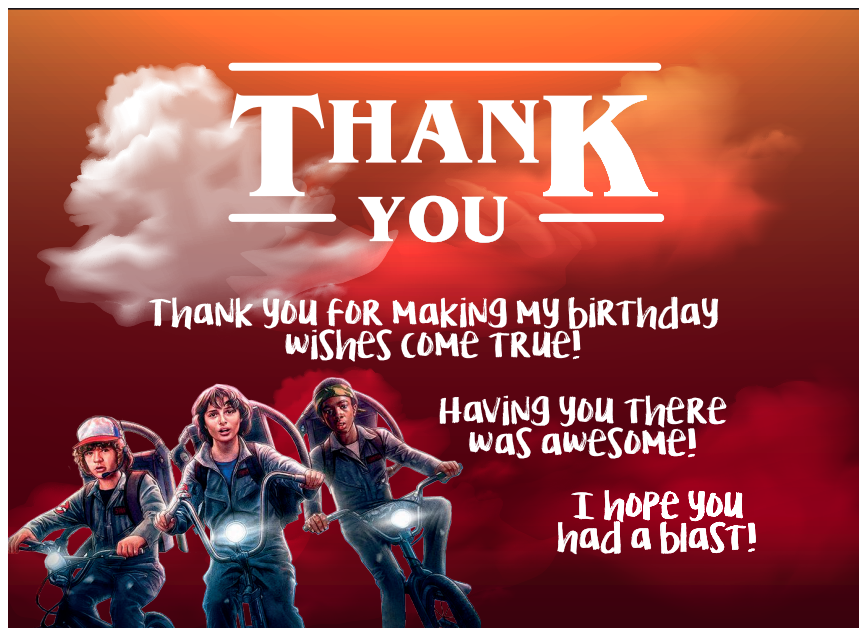 THANK
YOU
Thank you for making my birthday
wishes come true!
Having you there
was awesome!
I hope you
had a blast!